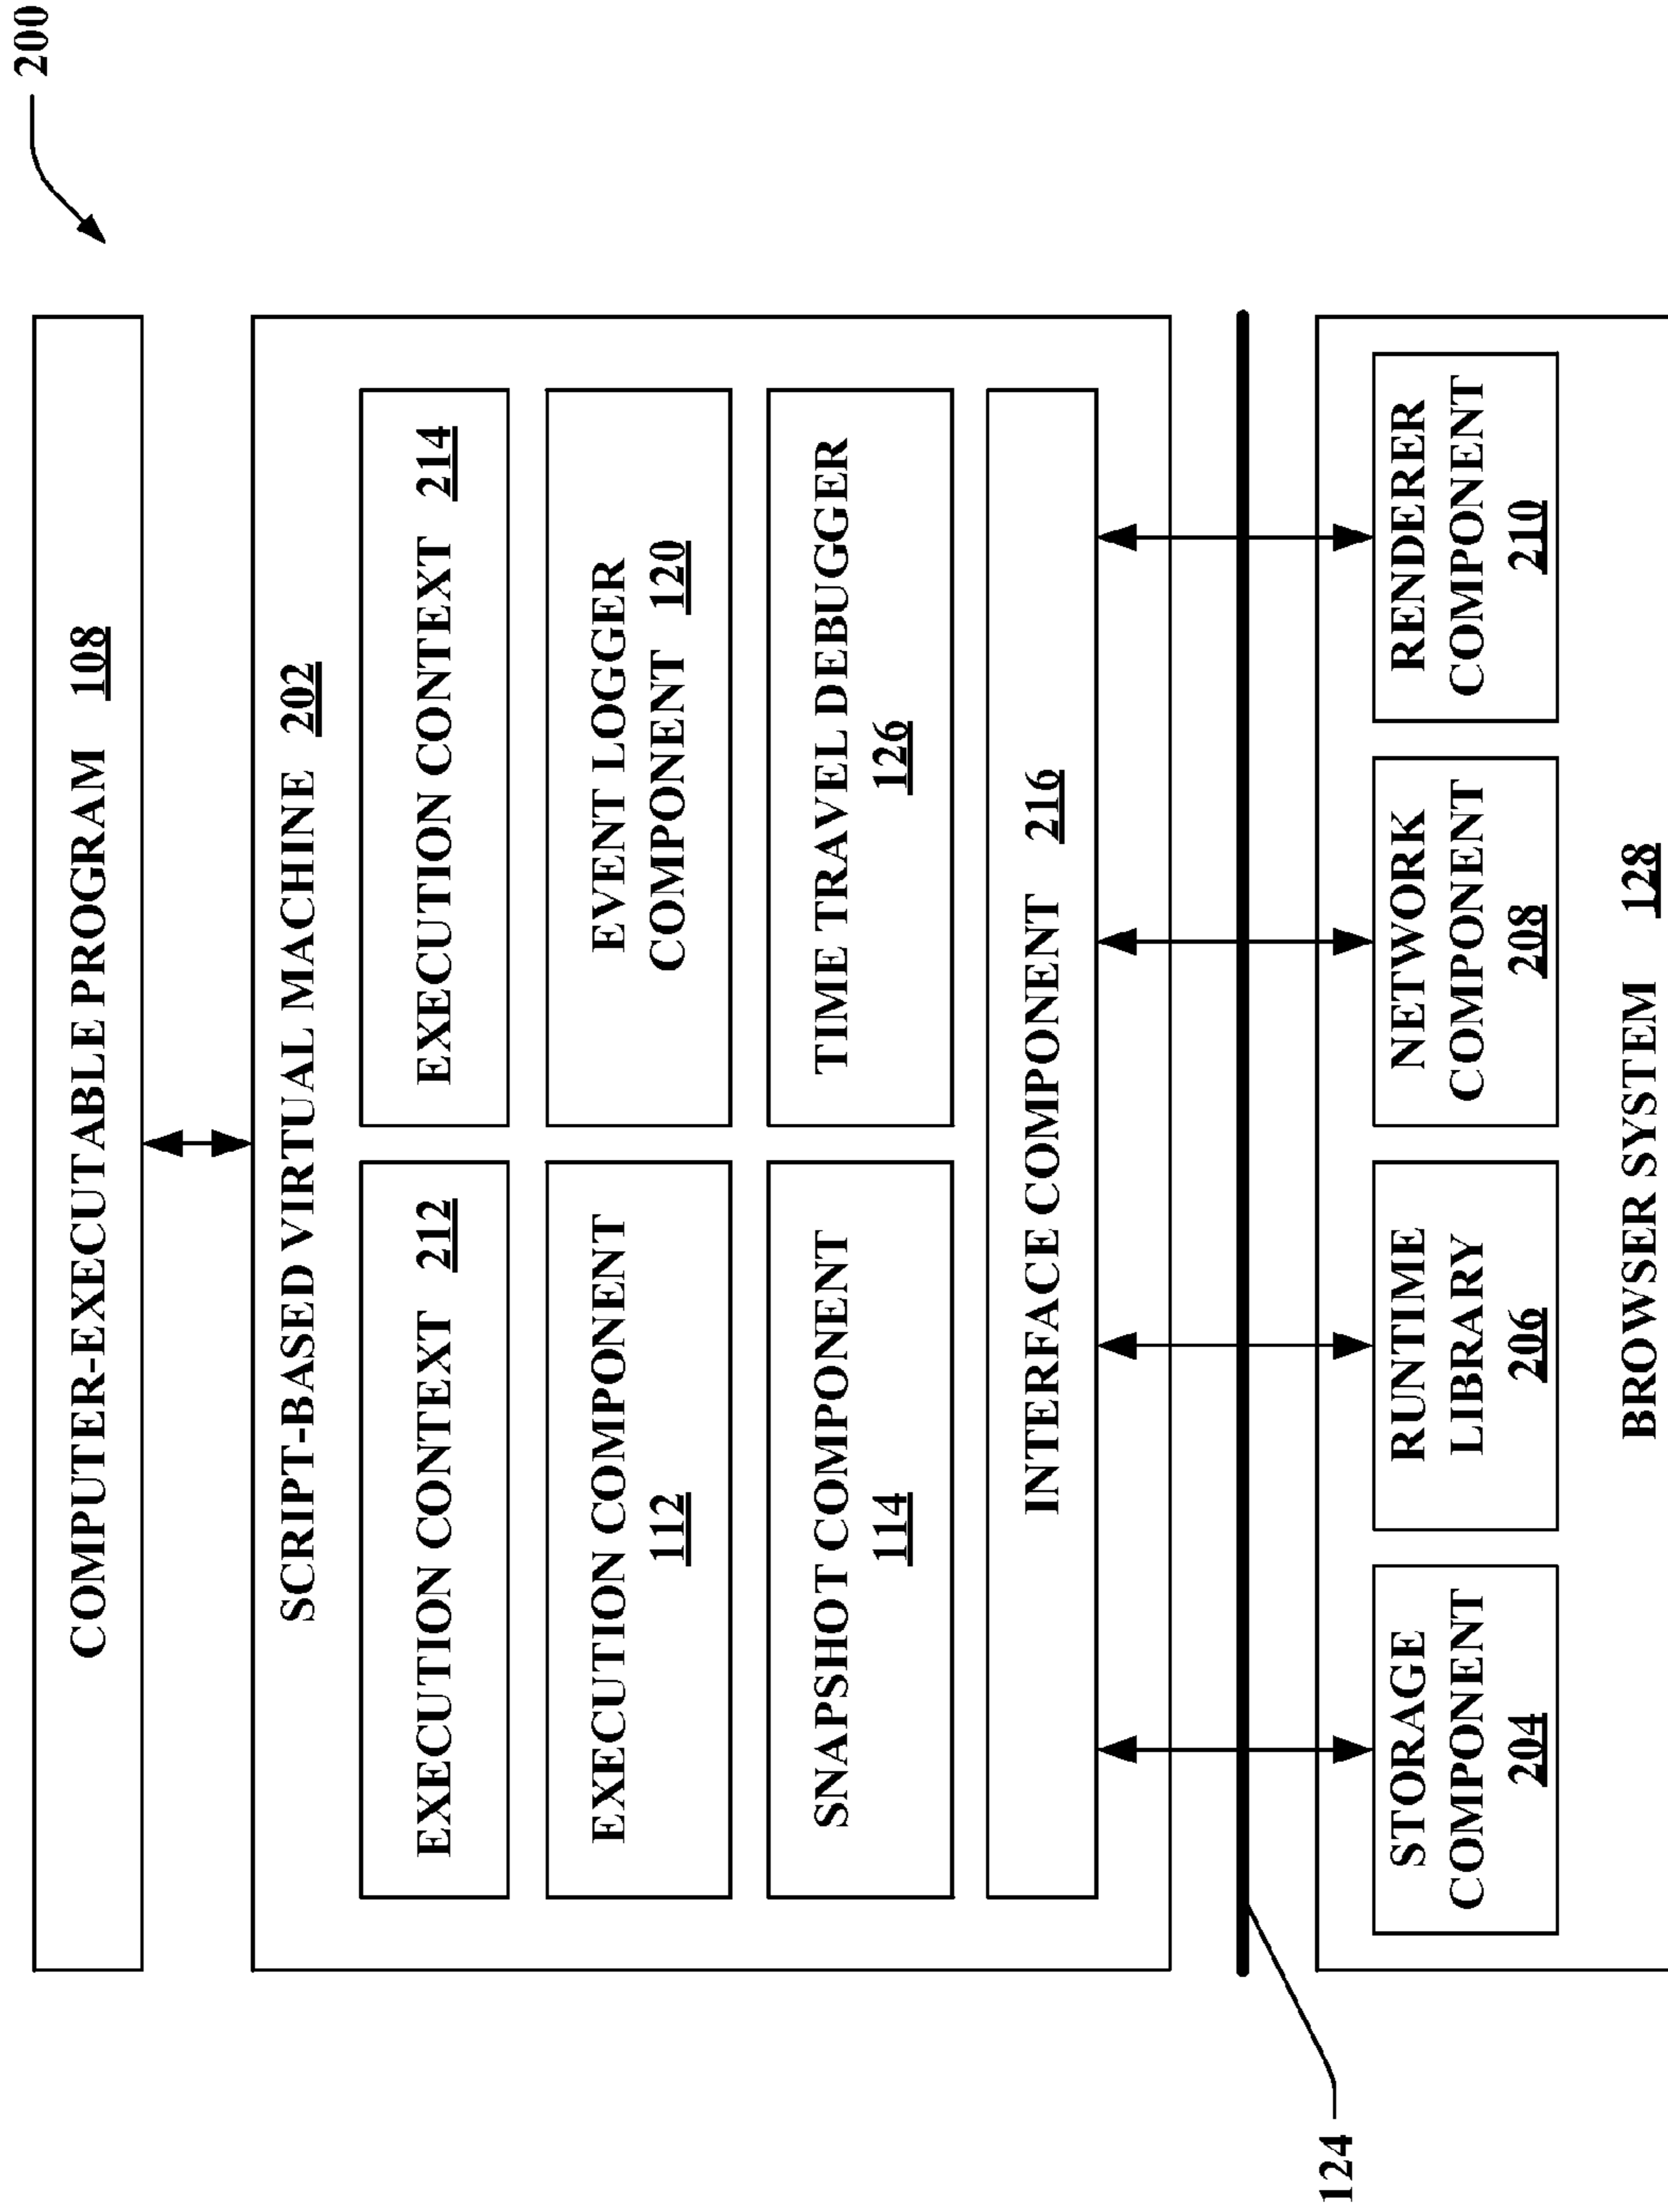 200
COMPUTER-EXECUTABLE PROGRAM 108
SCRIPT-BASED VIRTUAL MACHINE 202
EXECUTION CONTEXT 212
EXECUTION CONTEXT 214
EXECUTION COMPONENT
112
EVENT LOGGER
COMPONENT 120
SNAPSHOT COMPONENT
114
TIME TRAVEL DEBUGGER
126
INTERFACE COMPONENT 216
124
STORAGE
COMPONENT
204
RUNTIME
LIBRARY
206
NETWORK
COMPONENT
208
RENDERER
COMPONENT
210
BROWSER SYSTEM 128